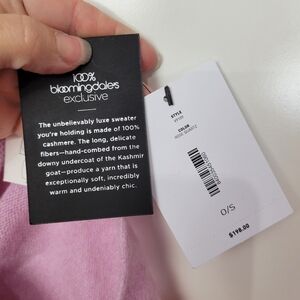 100%
bloomingdale's
exclusive
The unbelievably luxe sweater
you're holding is made of 100%
cashmere. The long, delicate
fibers—hand-combed from the
downy undercoat of the Kashmir
goat—produce a yarn that is
exceptionally soft, incredibly
warm and undeniably chic.
STYLE
COLOR
ROSE QUARTZ
O/S
$198.00